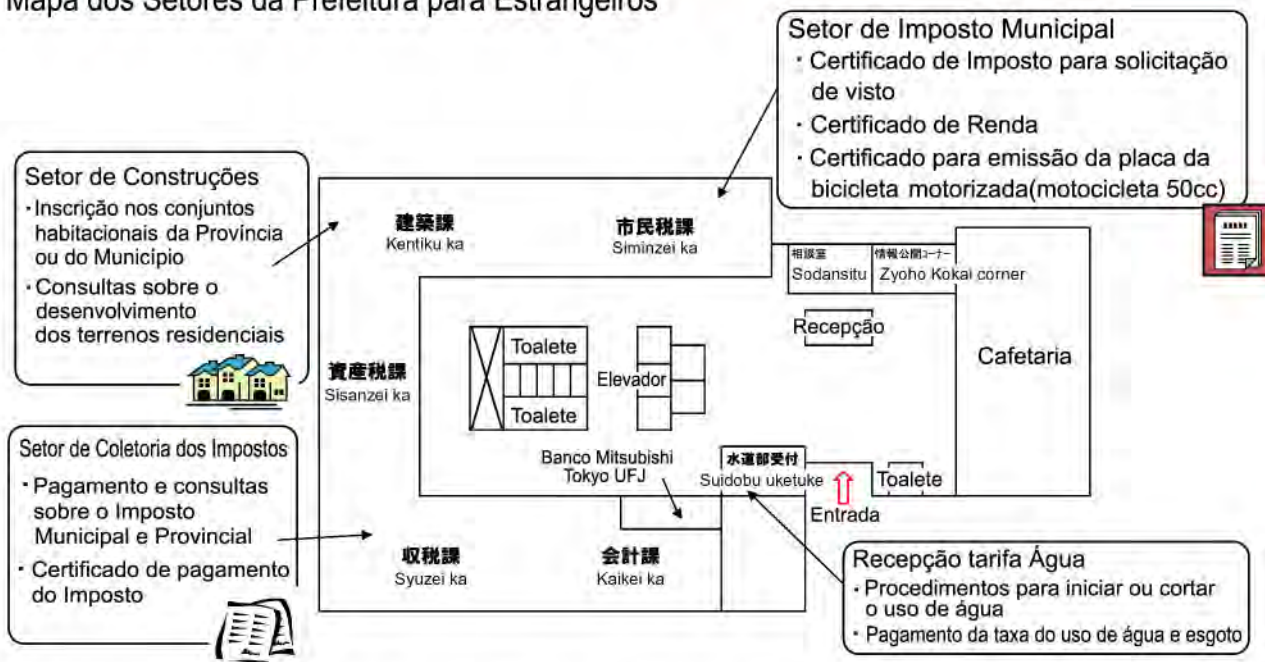 Mapa dos Setores da Prefeitura para Estrangeiros
Setor de Imposto Municipal
・Certificado de Imposto para solicitação
de visto
・Certificado de Renda
・Certificado para emissão da placa da
bicicleta motorizada(motocicleta 50cc)
Setor de Construções
・Inscrição nos conjuntos
habitacionais da Província
ou do Municipio
・Consultas sobre o
desenvolvimento
dos terrenos residenciais
建築課
Kentiku ka
市民税課
Siminzei ka
相談室
Sodansitu
情報公開コーナー
Zyoho Kokai corner
Recepção
Cafetaria
Toalete
Toalete
Elevador
資産税課
Sisanzei ka
Setor de Coletoria dos Impostos
・Pagamento e consultas
sobre o Imposto
Municipal e Provincial
・Certificado de pagamento
do Imposto
Banco Mitsubishi
Tokyo UFJ
水道部受付
Suidobu uketuke
Toalete
Entrada
収税課
Syuzei ka
会計課
Kaikei ka
Recepção tarifa Água
・Procedimentos para iniciar ou cortar
o uso de água
・Pagamento da taxa do uso de água e esgoto